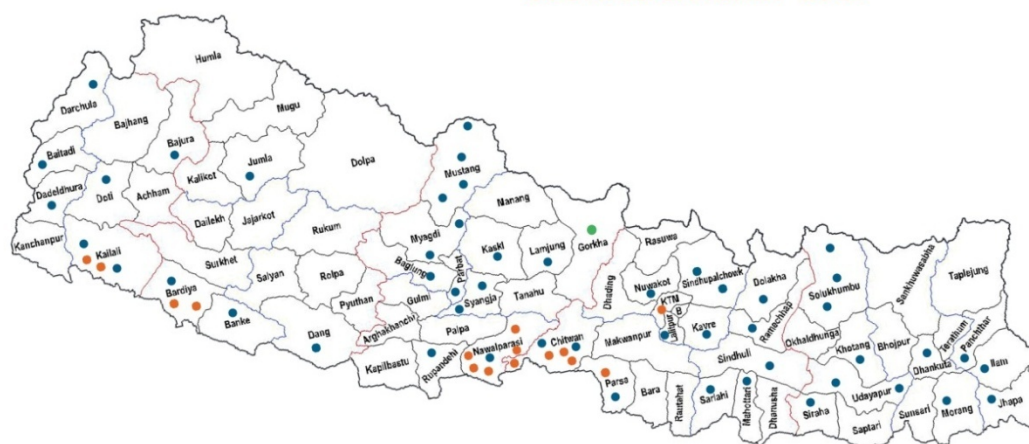 Humla
Darchula
Mugu
Bajhang
Bajura
Baitadi
Jumla
Dolpa
Mustang
Kalikot
Dadeldhura
Doti
Achham
Manang
Dailekh
Jajarkot
Kanchanpur
Rukum
Myagdi
Gorkha
Kailali
Surkhet
Kaski
Lamjung
Rasuwa
Baglung
Parbat
Salyan
Rolpa
Bardiya
Syangja
Tanahu
Dhading
Nuwakot
Sindhupalchowk
Dolakha
Solukhumbu
Sankhuwasabha
Taplejung
Gulmi
Pyuthan
KTM
B
Lalitpur
Banke
Arghakhanchi
Palpa
Kavre
Ramechhap
Okhaldhunga
Dang
Nawalparasi
Chitwan
Makwanpur
Khotang
Bhojpur
Terathum
Panchthar
Kapilbastu
Rupandehi
Sindhuli
Dhankuta
Ilam
Parsa
Bara
Rautahat
Sarlahi
Mahottari
Dhanusha
Siraha
Udayapur
Saptari
Sunsari
Morang
Jhapa